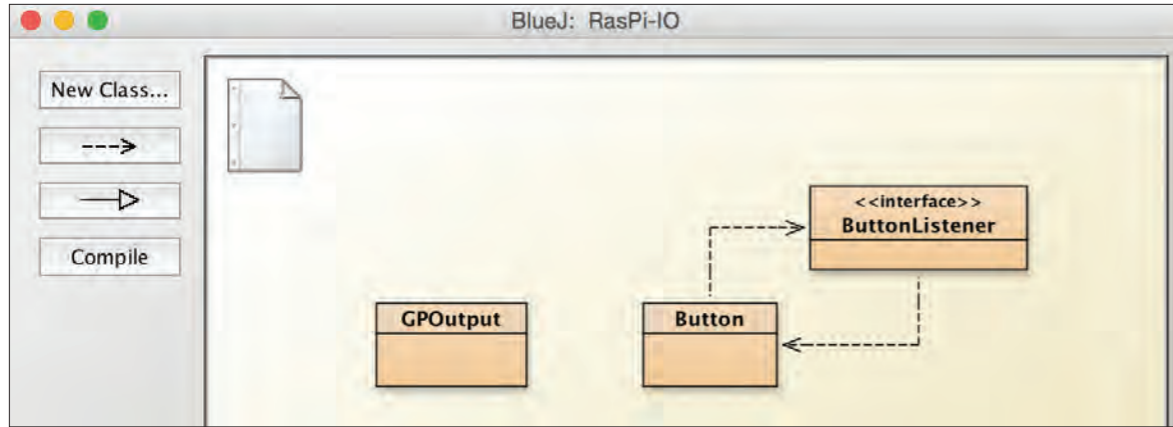 BlueJ: RasPi-IO
New Class...
Compile
<<interface>>
ButtonListener
GPOutput
Button